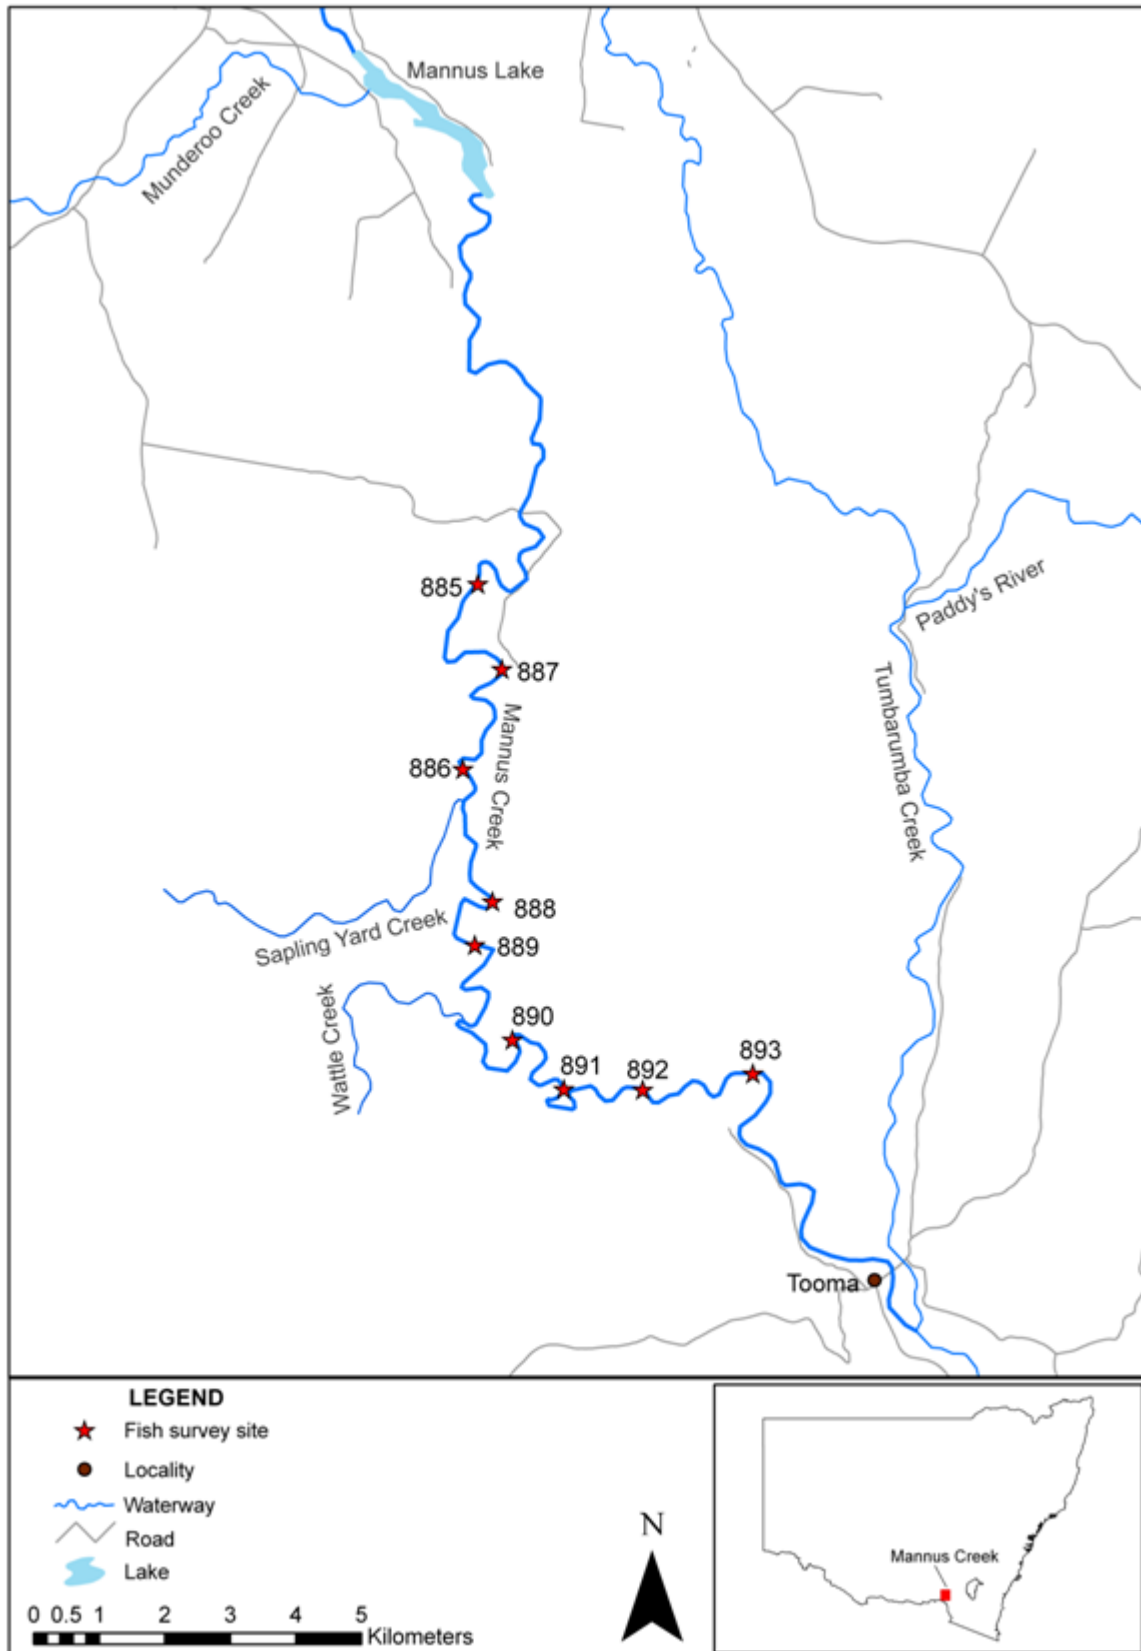 Mannus Lake
Munderoo Creek
Paddy's River
885
887
Mannus Creek
Tumbarumba Creek
886
888
Sapling Yard Creek
889
Wattle Creek
890
891
892
893
Tooma
LEGEND
Fish survey site
Locality
Waterway
Road
Lake
0 0.5 1 2 3 4 5
Kilometers
N
Mannus Creek